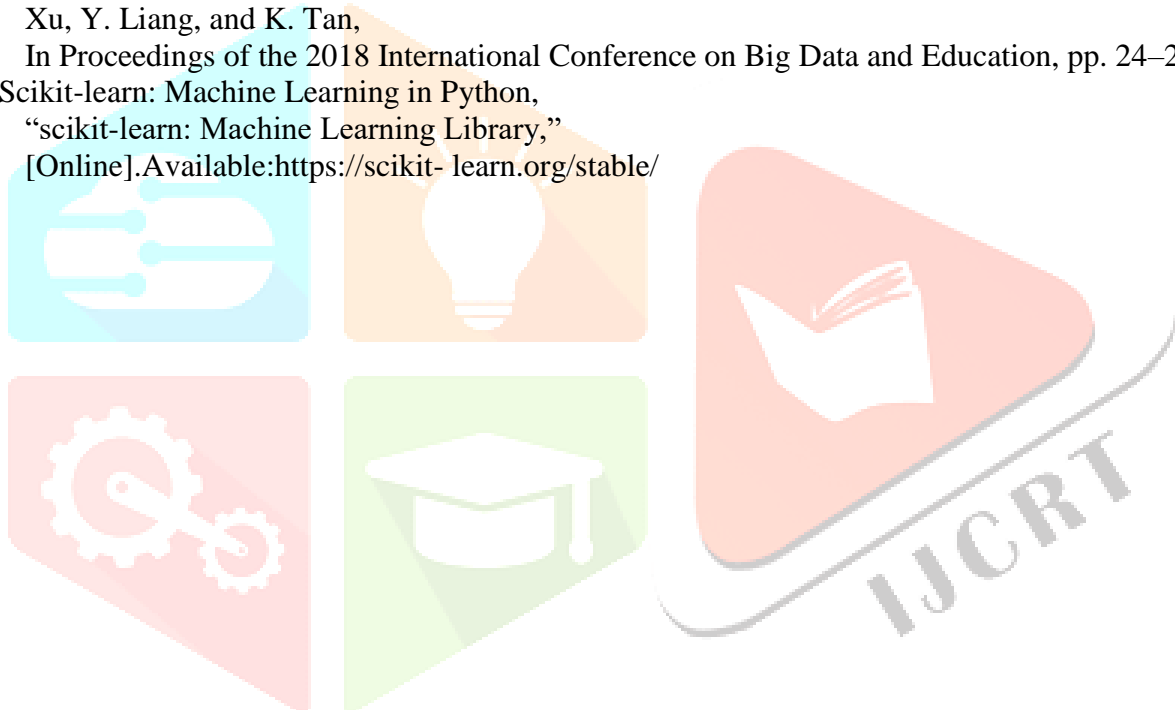 Xu, Y. Liang, and K. Tan,
In Proceedings of the 2018 International Conference on Big Data and Education, pp. 24–2
Scikit-learn: Machine Learning in Python,
“scikit-learn: Machine Learning Library,”
[Online].Available:https://scikit- learn.org/stable/
IJCRT